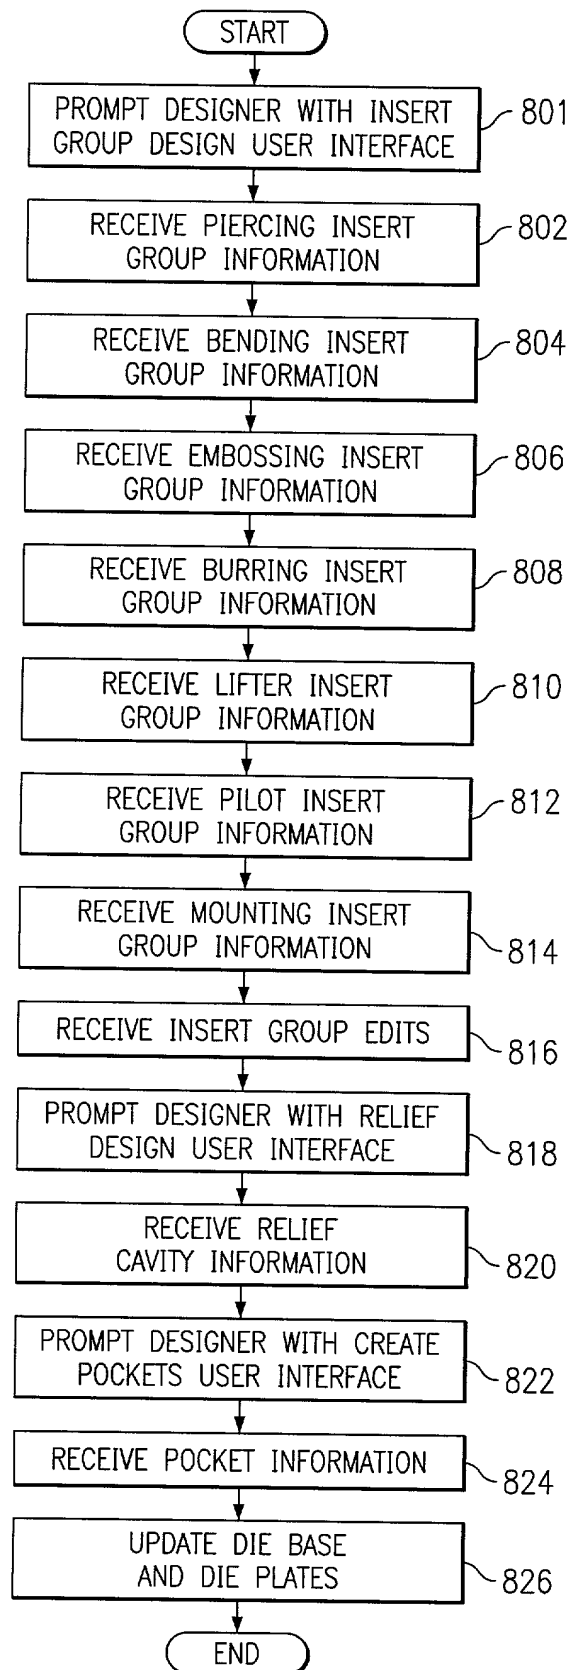 START
PROMPT DESIGNER WITH INSERT
GROUP DESIGN USER INTERFACE
801
RECEIVE PIERCING INSERT
GROUP INFORMATION
802
RECEIVE BENDING INSERT
GROUP INFORMATION
804
RECEIVE EMBOSSING INSERT
GROUP INFORMATION
806
RECEIVE BURRING INSERT
GROUP INFORMATION
808
RECEIVE LIFTER INSERT
GROUP INFORMATION
810
RECEIVE PILOT INSERT
GROUP INFORMATION
812
RECEIVE MOUNTING INSERT
GROUP INFORMATION
814
RECEIVE INSERT GROUP EDITS
816
PROMPT DESIGNER WITH RELIEF
DESIGN USER INTERFACE
818
RECEIVE RELIEF
CAVITY INFORMATION
820
PROMPT DESIGNER WITH CREATE
POCKETS USER INTERFACE
822
RECEIVE POCKET INFORMATION
824
UPDATE DIE BASE
AND DIE PLATES
826
END